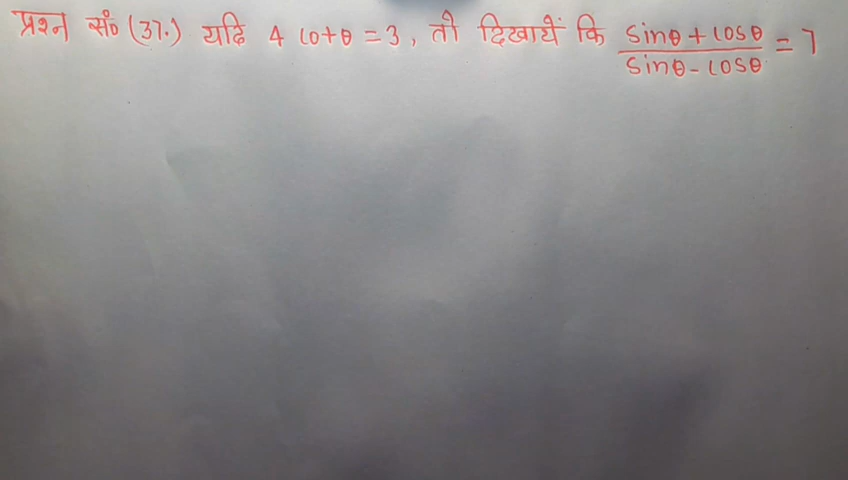 प्रश्न सं० (37.) यदि 4 cotθ = 3, तो दिखायें कि (sinθ + cosθ)/(sinθ - cosθ) = 7